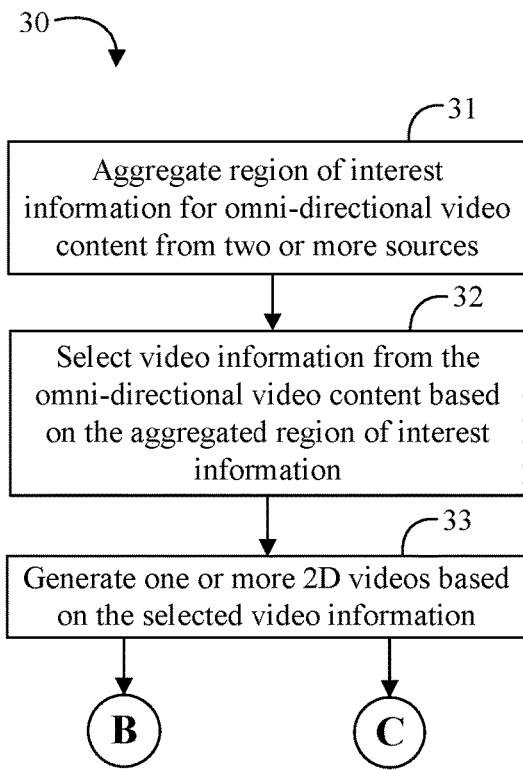 30
31
Aggregate region of interest
information for omni-directional video
content from two or more sources
32
Select video information from the
omni-directional video content based
on the aggregated region of interest
information
33
Generate one or more 2D videos based
on the selected video information
B C